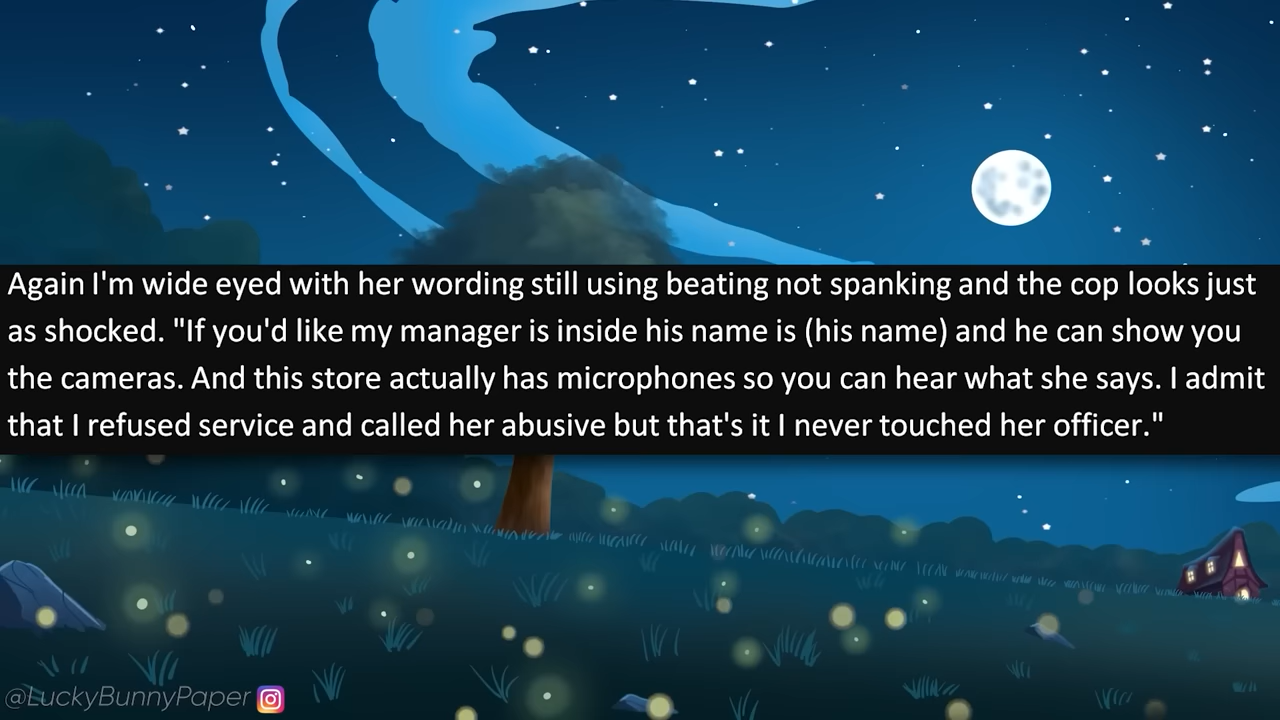 Again I'm wide eyed with her wording still using beating not spanking and the cop looks just
as shocked. "If you'd like my manager is inside his name is (his name) and he can show you
the cameras. And this store actually has microphones so you can hear what she says. I admit
that I refused service and called her abusive but that's it I never touched her officer."
@LuckyBunnyPaper